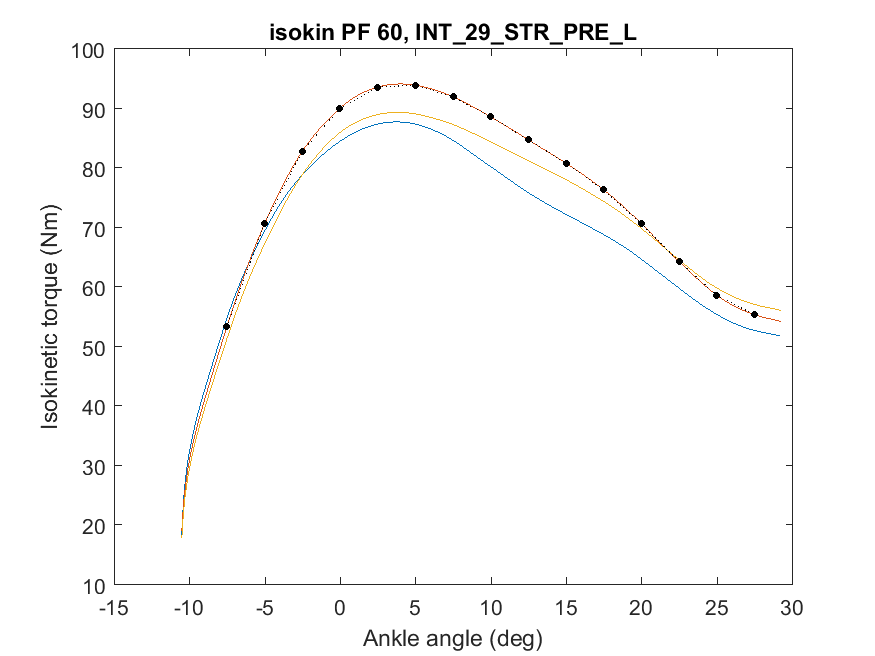 isokin PF 60, INT_29_STR_PRE_L
100
90
80
70
60
50
40
30
20
10
Isokinetic torque (Nm)
-15 -10 -5 0 5 10 15 20 25 30
Ankle angle (deg)